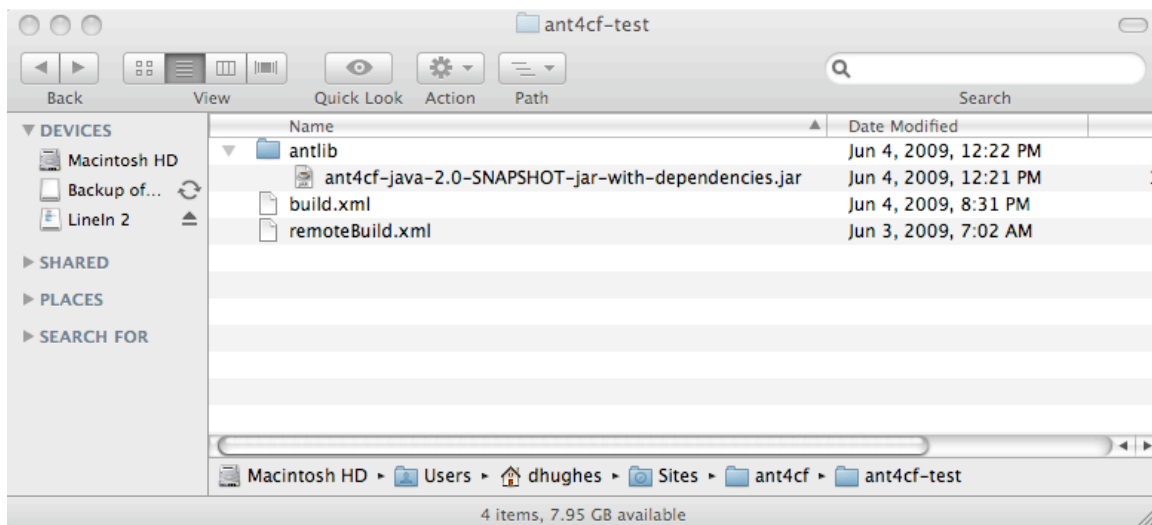 ant4cf-test
Back View Quick Look Action Path Search
DEVICES
Macintosh HD
Backup of...
LineIn 2
SHARED
PLACES
SEARCH FOR
Name Date Modified
antlib Jun 4, 2009, 12:22 PM
ant4cf-java-2.0-SNAPSHOT-jar-with-dependencies.jar Jun 4, 2009, 12:21 PM
build.xml Jun 4, 2009, 8:31 PM
remoteBuild.xml Jun 3, 2009, 7:02 AM
Macintosh HD ▸ Users ▸ dhughes ▸ Sites ▸ ant4cf ▸ ant4cf-test
4 items, 7.95 GB available